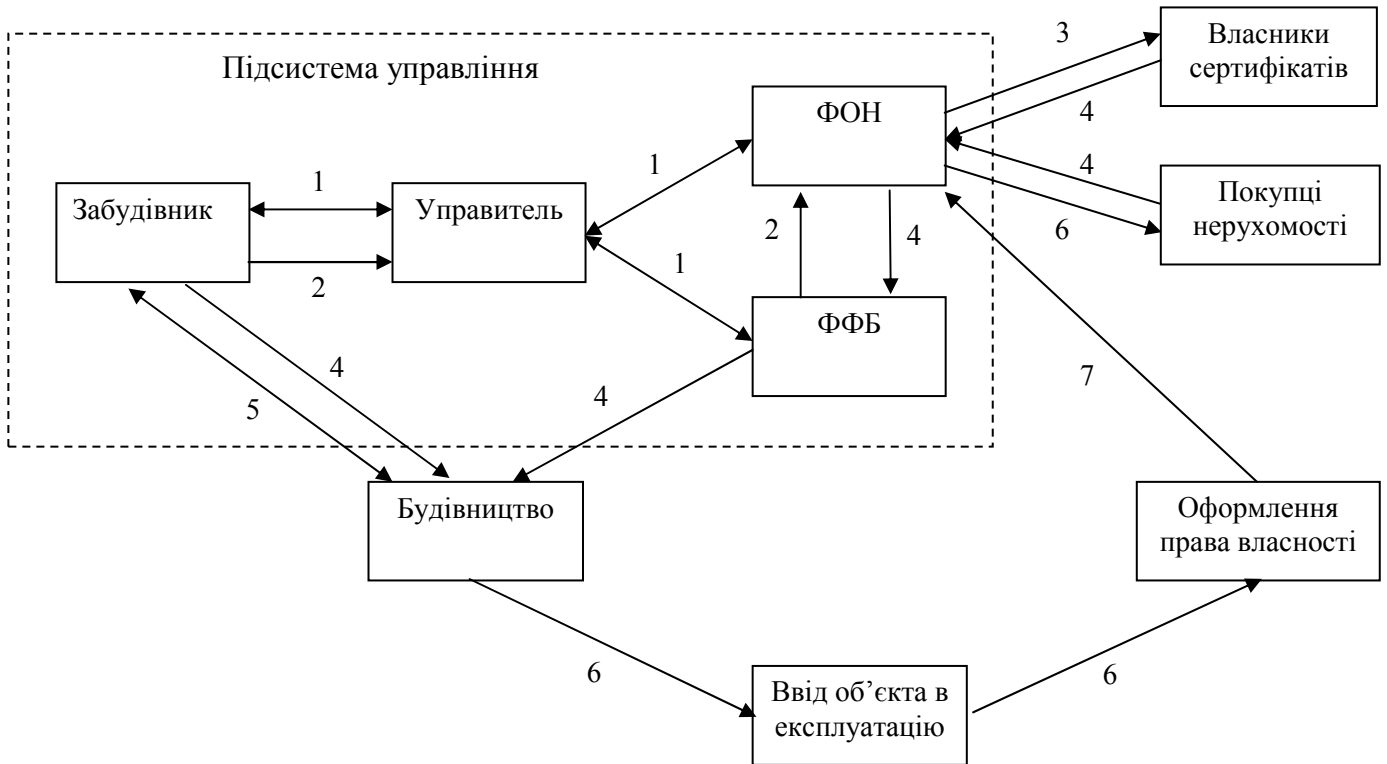 3
Власники
сертифікатів
Підсистема управління
ФОН
4
4
1
1
Покупці
нерухомості
Забудівник
Управитель
6
2
4
2
1
ФФБ
4
4
7
5
Будівництво
Оформлення
права власності
6
6
Ввід об’єкта в
експлуатацію